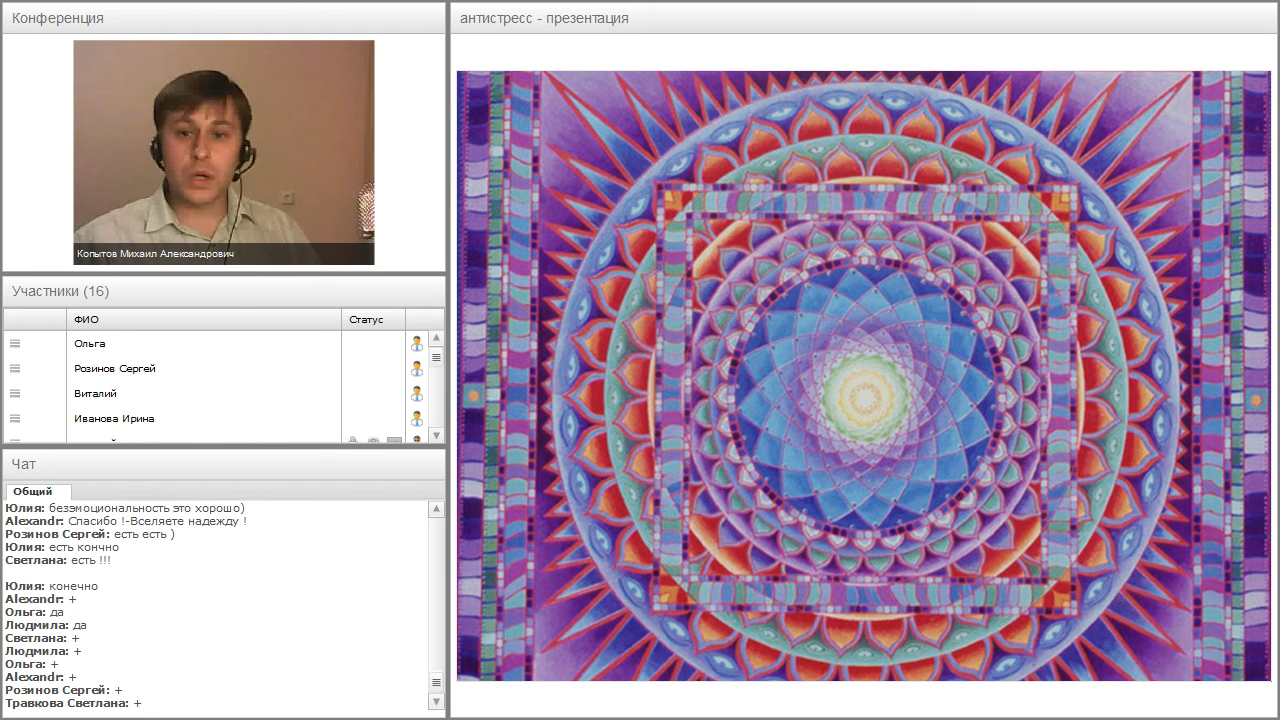 Конференция
Копытов Михаил Александрович
Участники (16)
ФИО Статус
Ольга
Розинов Сергей
Виталий
Иванова Ирина
Чат
Общий
Юлия: безэмоциональность это хорошо)
Alexandr: Спасибо !-Вселяете надежду !
Розинов Сергей: есть есть )
Юлия: есть кончно
Светлана: есть !!!
Юлия: конечно
Alexandr: +
Ольга: да
Людмила: да
Светлана: +
Людмила: +
Ольга: +
Alexandr: +
Розинов Сергей: +
Травкова Светлана: +
антистресс - презентация